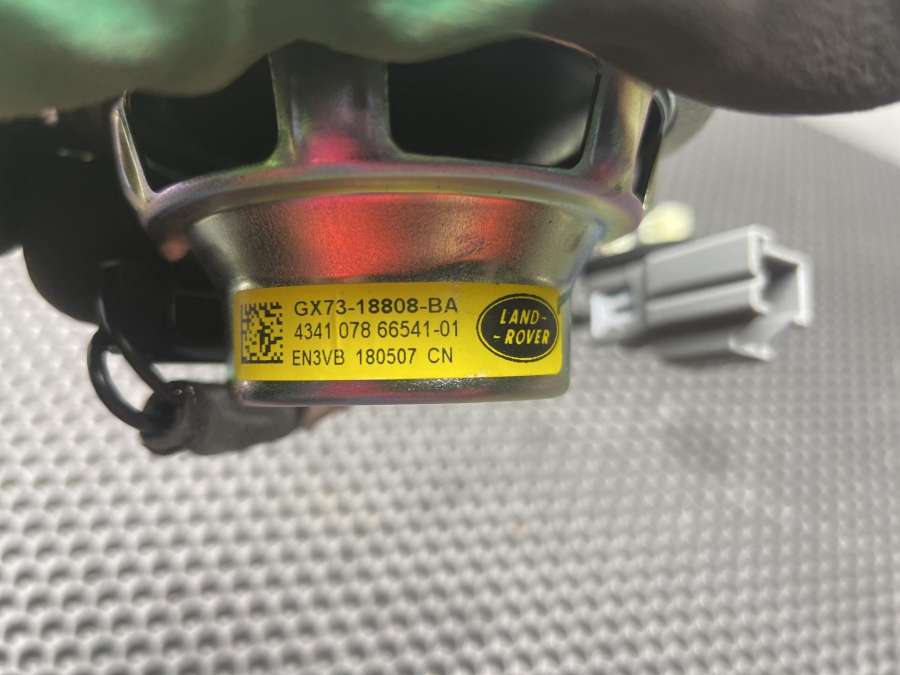 GX73-18808-BA
4341 078 66541-01
EN3VB 180507 CN
LAND-
-ROVER